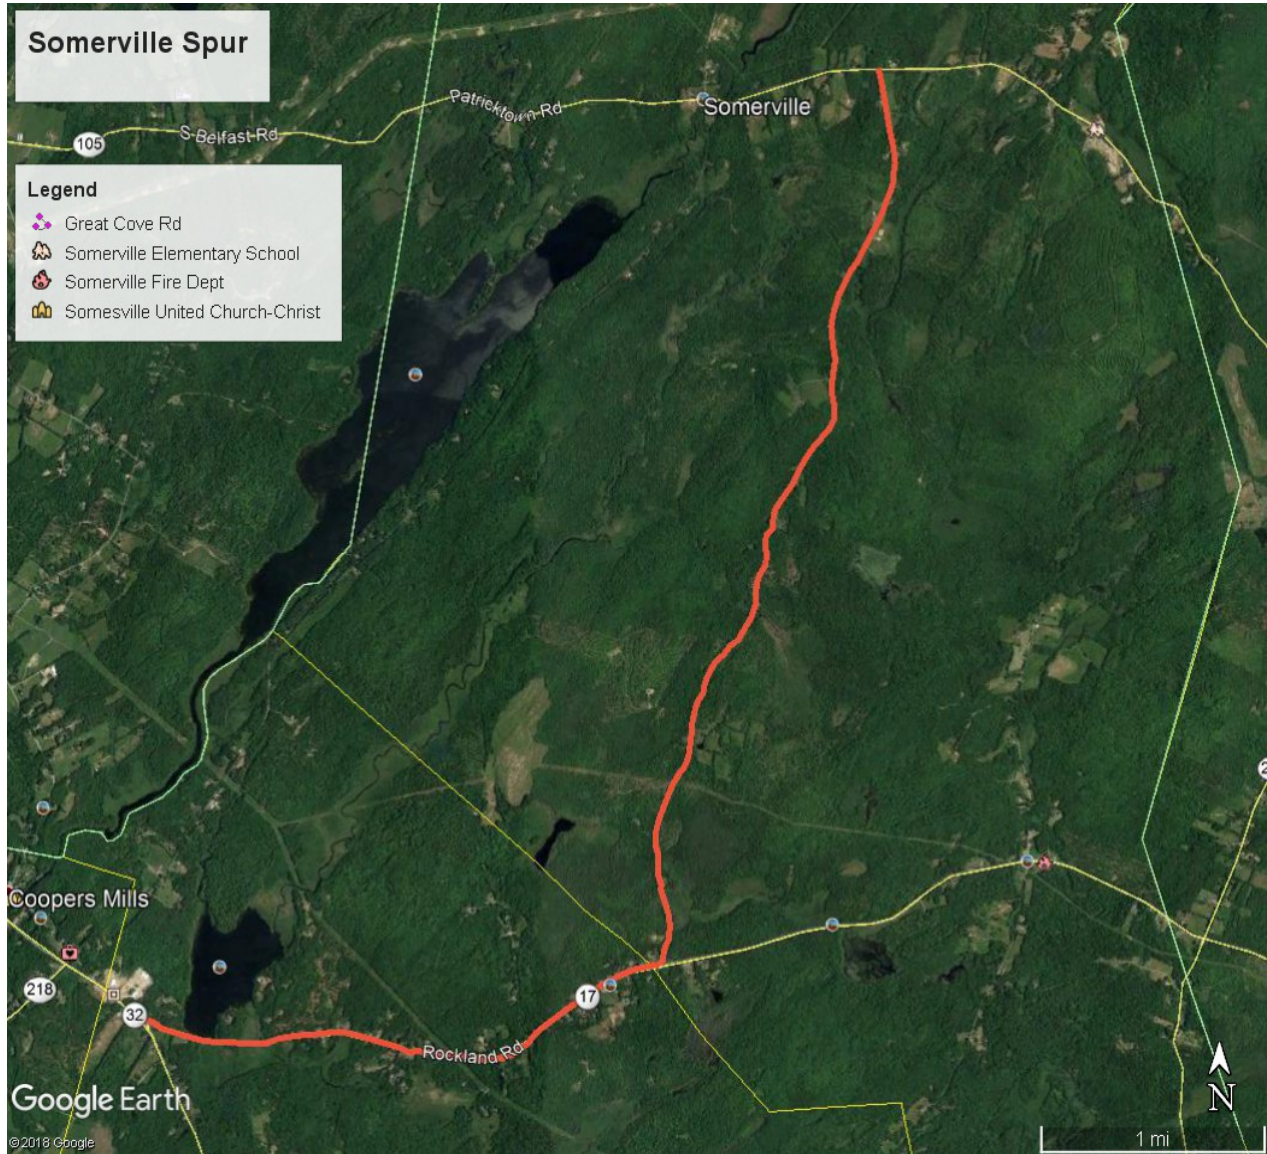 Somerville Spur
Patricktown Rd
Somerville
S Belfast Rd
105
Legend
Great Cove Rd
Somerville Elementary School
Somerville Fire Dept
Somesville United Church-Christ
Coopers Mills
218
32
17
Rockland Rd
Google Earth
N
©2018 Google
1 mi